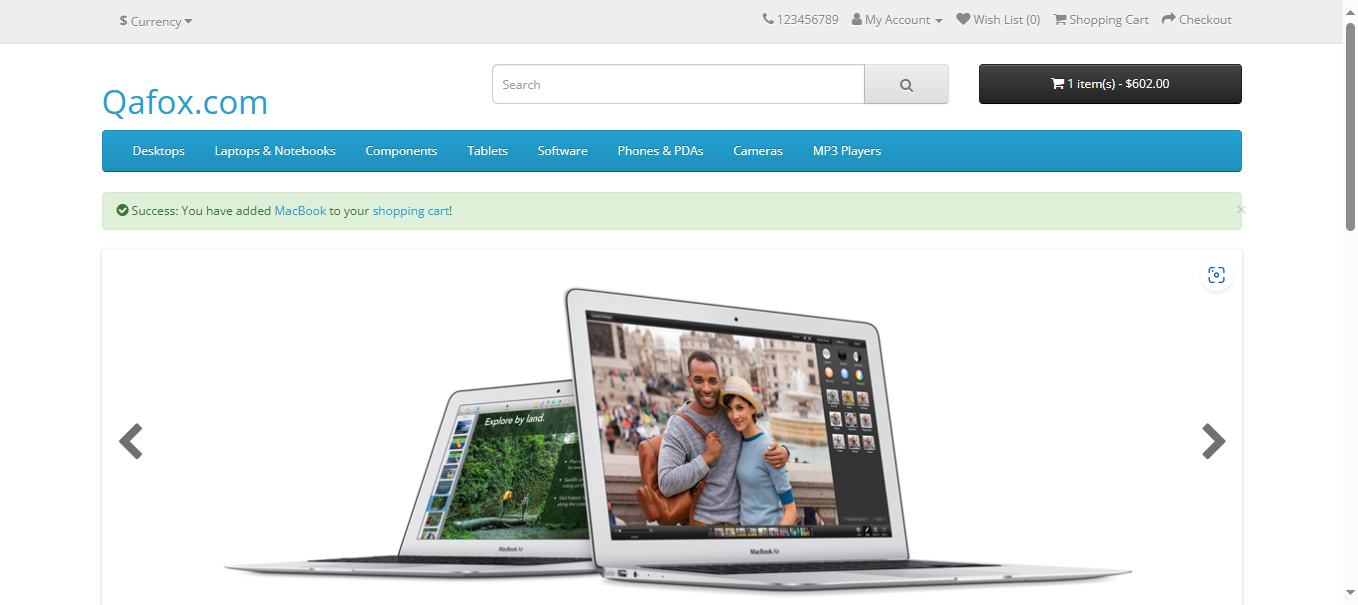 $ Currency
123456789 My Account Wish List (0) Shopping Cart Checkout
Qafox.com
Search
1 item(s) - $602.00
Desktops Laptops & Notebooks Components Tablets Software Phones & PDAs Cameras MP3 Players
Success: You have added MacBook to your shopping cart!
×
Explore by land.
MacBook Air
MacBook Air